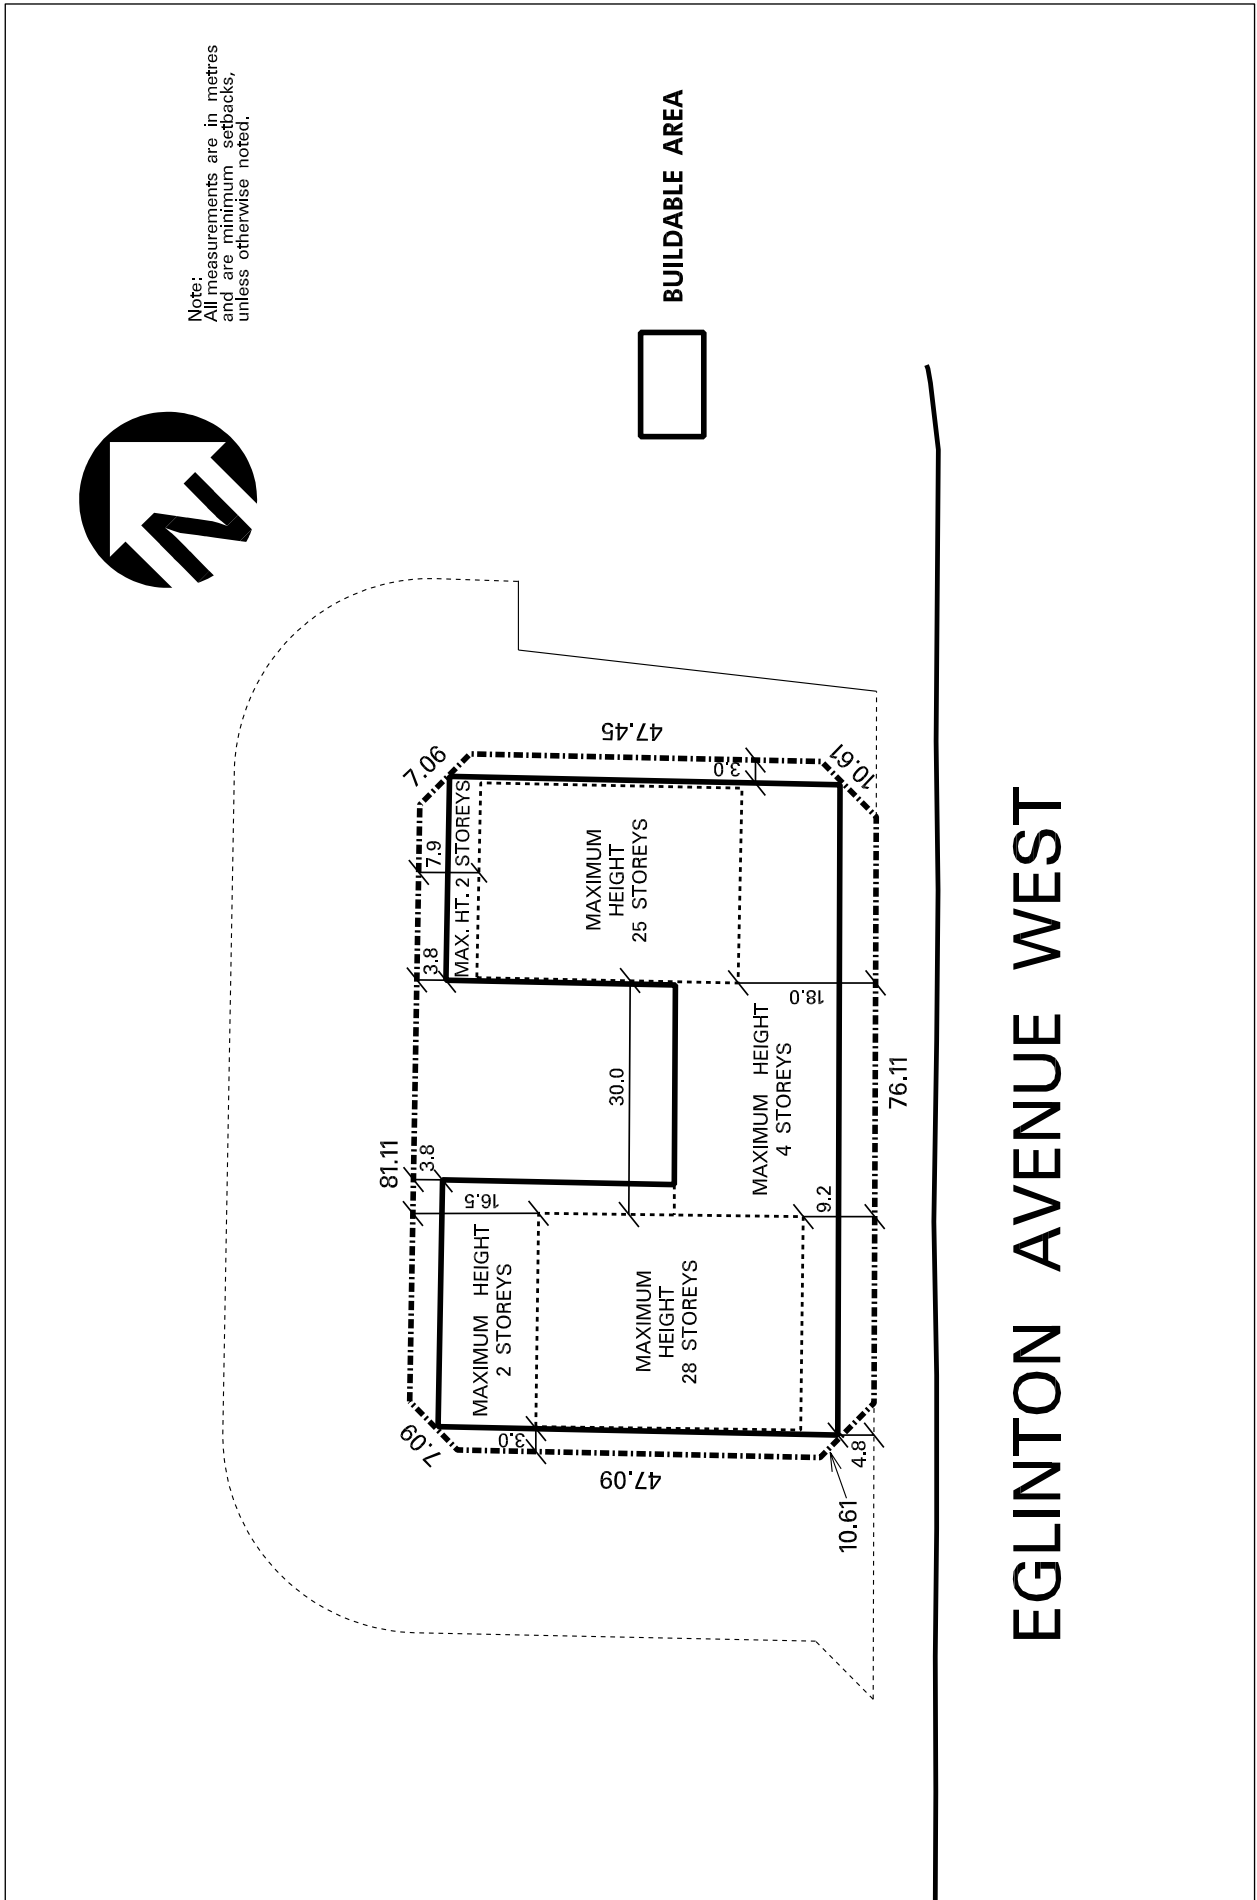 Note:
All measurements are in metres
and are minimum setbacks,
unless otherwise noted.
N
BUILDABLE AREA
7.06
47.45
10.61
3.0
7.9
MAX. HT. 2 STOREYS
3.8
MAXIMUM
HEIGHT
25 STOREYS
18.0
MAXIMUM HEIGHT
4 STOREYS
30.0
76.11
81.11
3.8
16.5
9.2
MAXIMUM HEIGHT
2 STOREYS
MAXIMUM
HEIGHT
28 STOREYS
7.09
3.0
47.09
4.8
10.61
EGLINTON AVENUE WEST